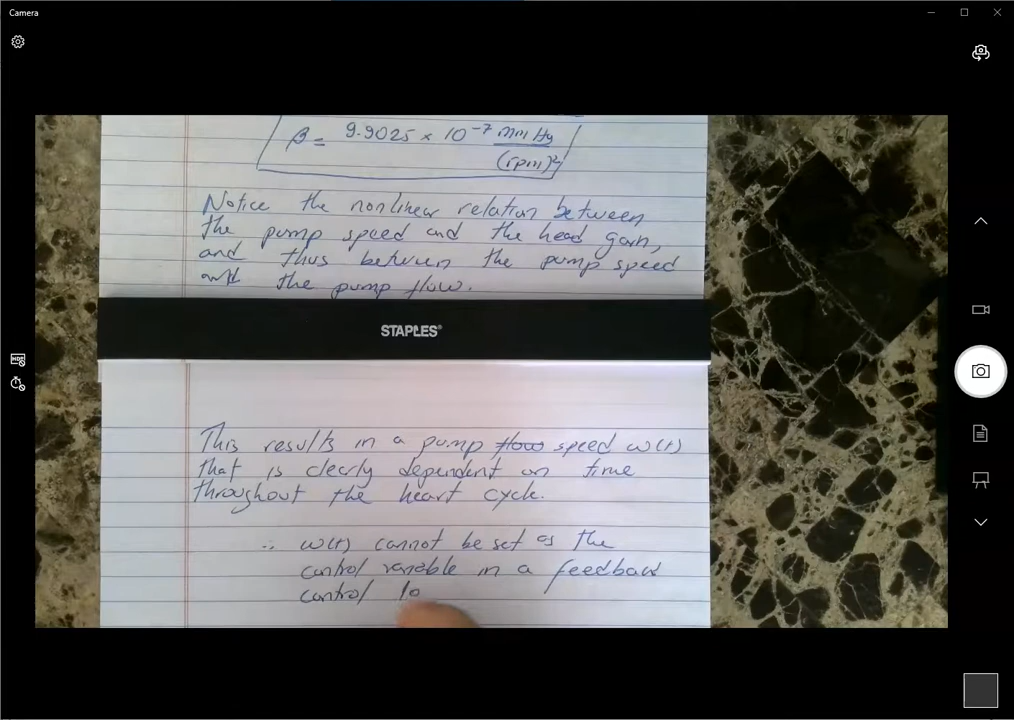 Camera
β = 9.9025 × 10⁻⁷ mmHg
(rpm)²
Notice the nonlinear relation between
the pump speed and the head gain,
and thus between the pump speed
and the pump flow.
STAPLES®
This results in a pump flow speed ω(t)
that is clearly dependent on time
throughout the heart cycle.
∴ ω(t) cannot be set as the
control variable in a feedback
control lo